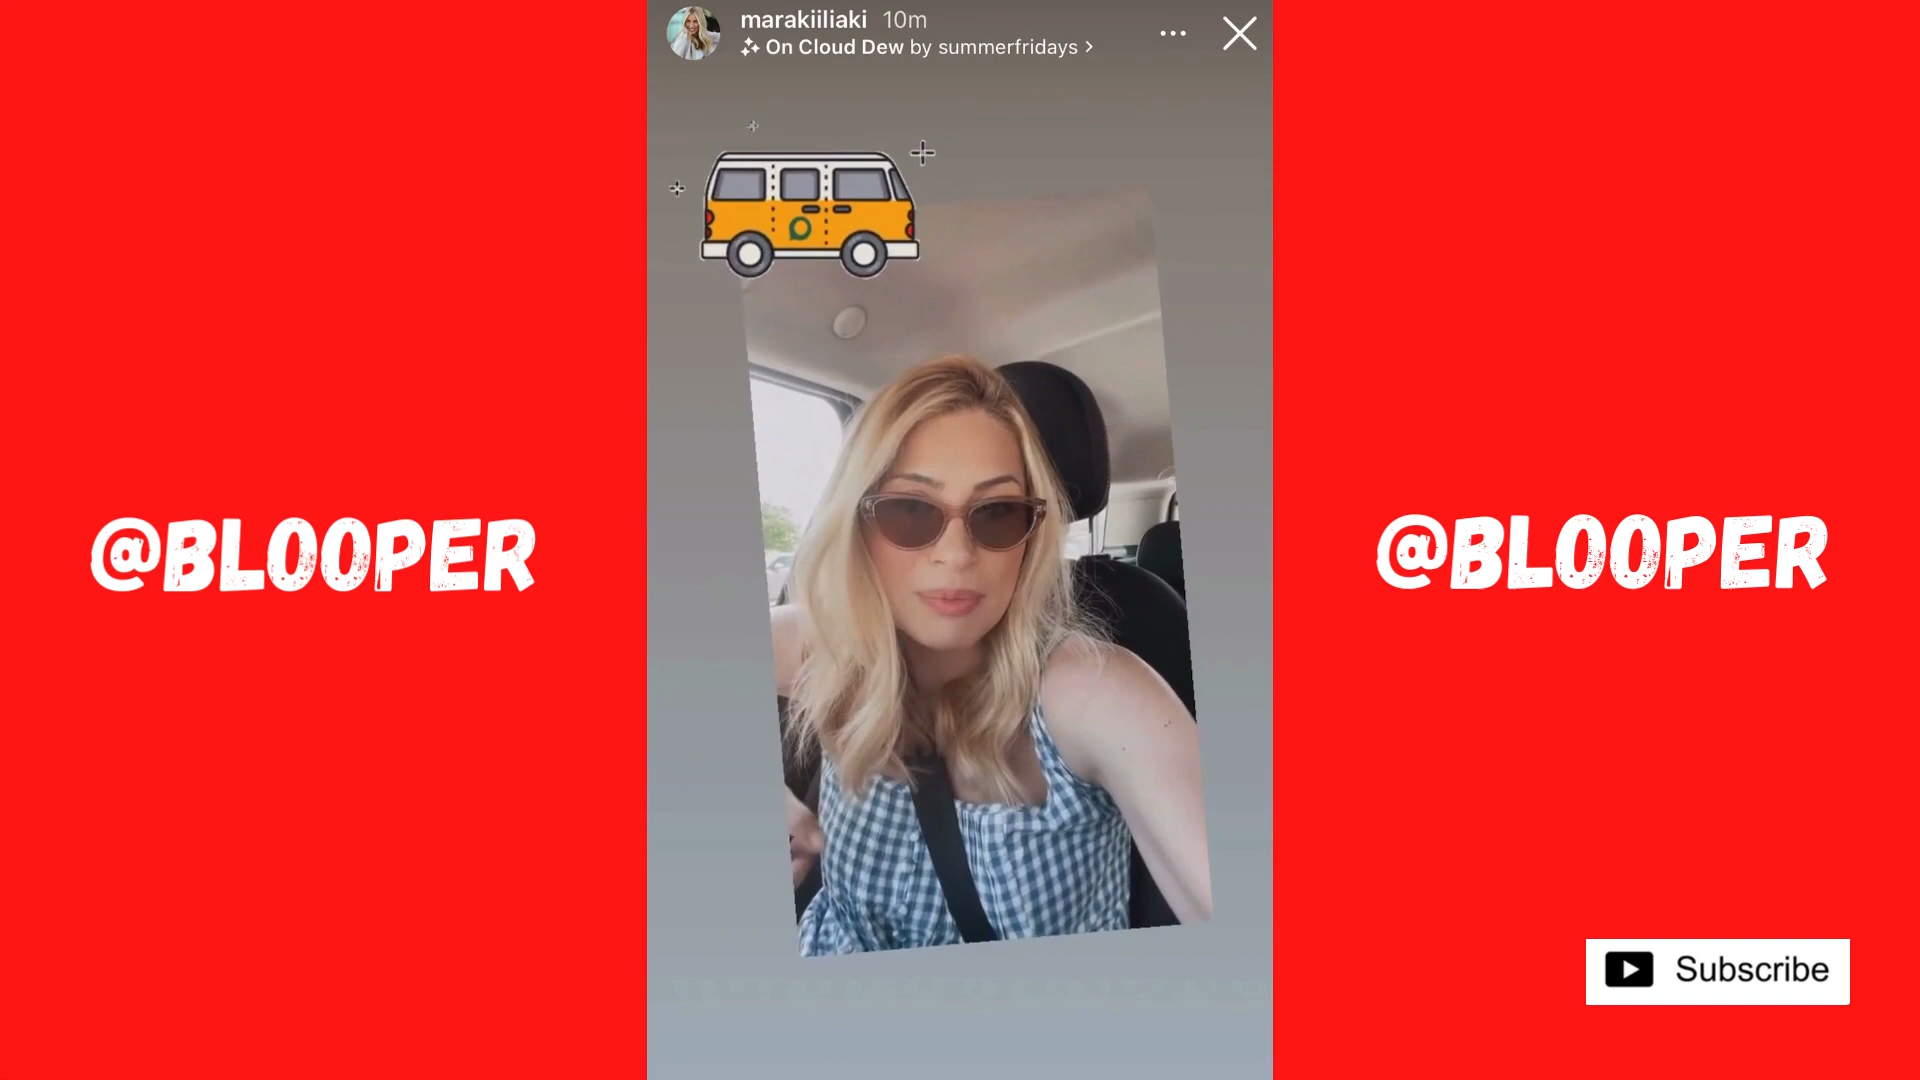 marakiiliaki 10m
On Cloud Dew by summerfridays >
@BLOOPER
@BLOOPER
Subscribe